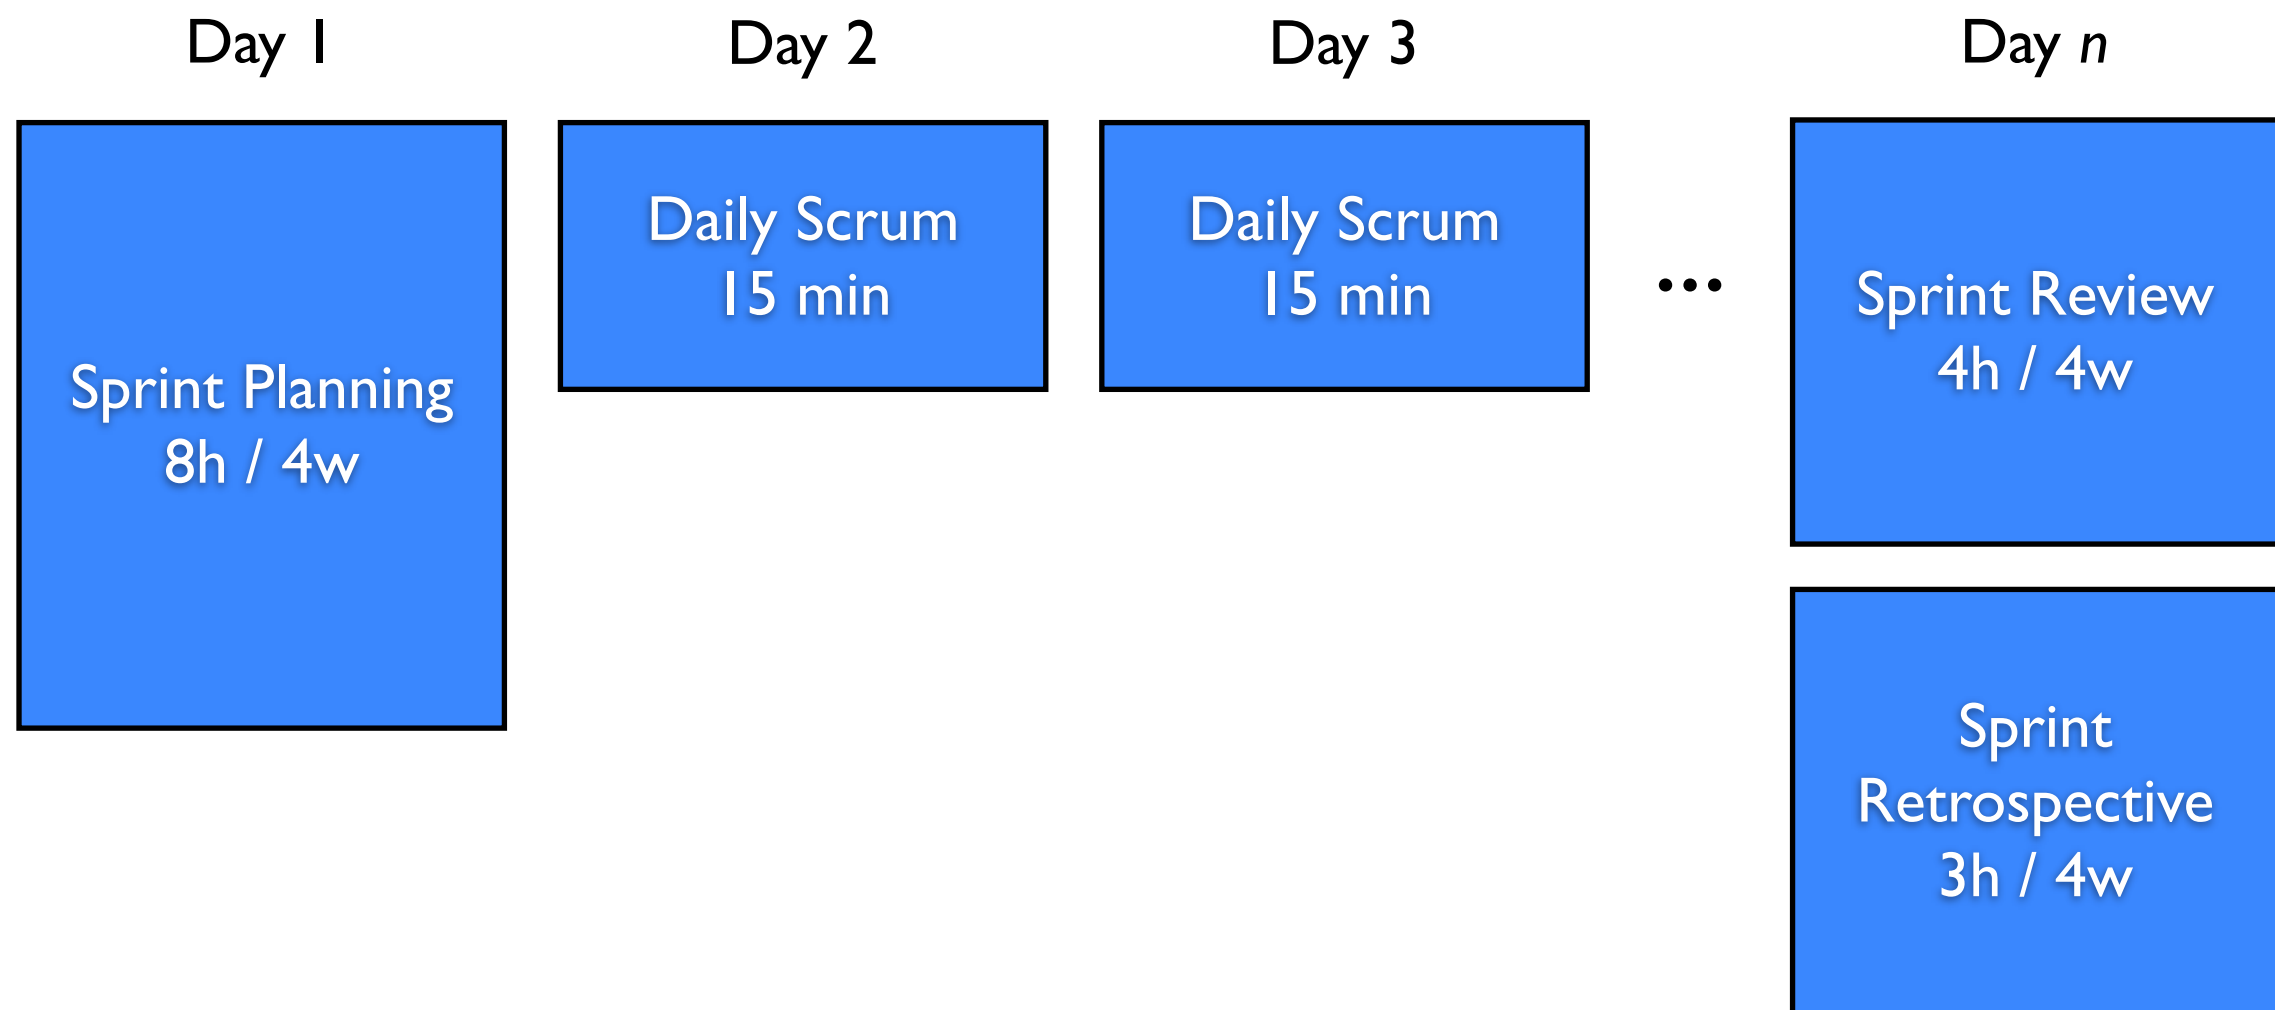 Day 1
Day 2
Day 3
Day n
Sprint Planning
8h / 4w
Daily Scrum
15 min
Daily Scrum
15 min
...
Sprint Review
4h / 4w
Sprint
Retrospective
3h / 4w